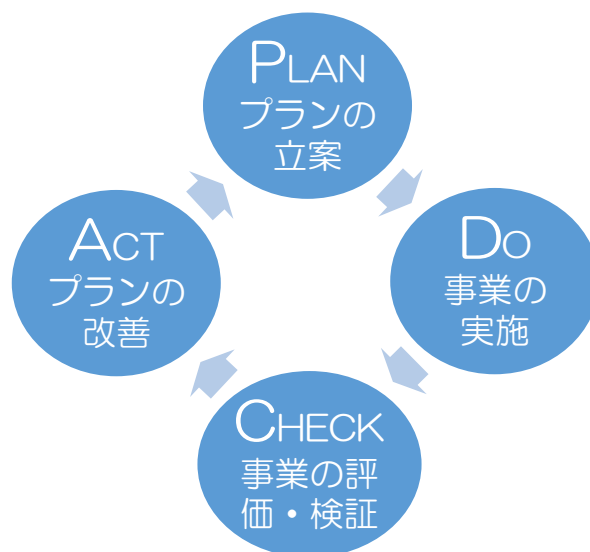 PLAN
プランの
立案
DO
事業の
実施
CHECK
事業の評
価・検証
ACT
プランの
改善